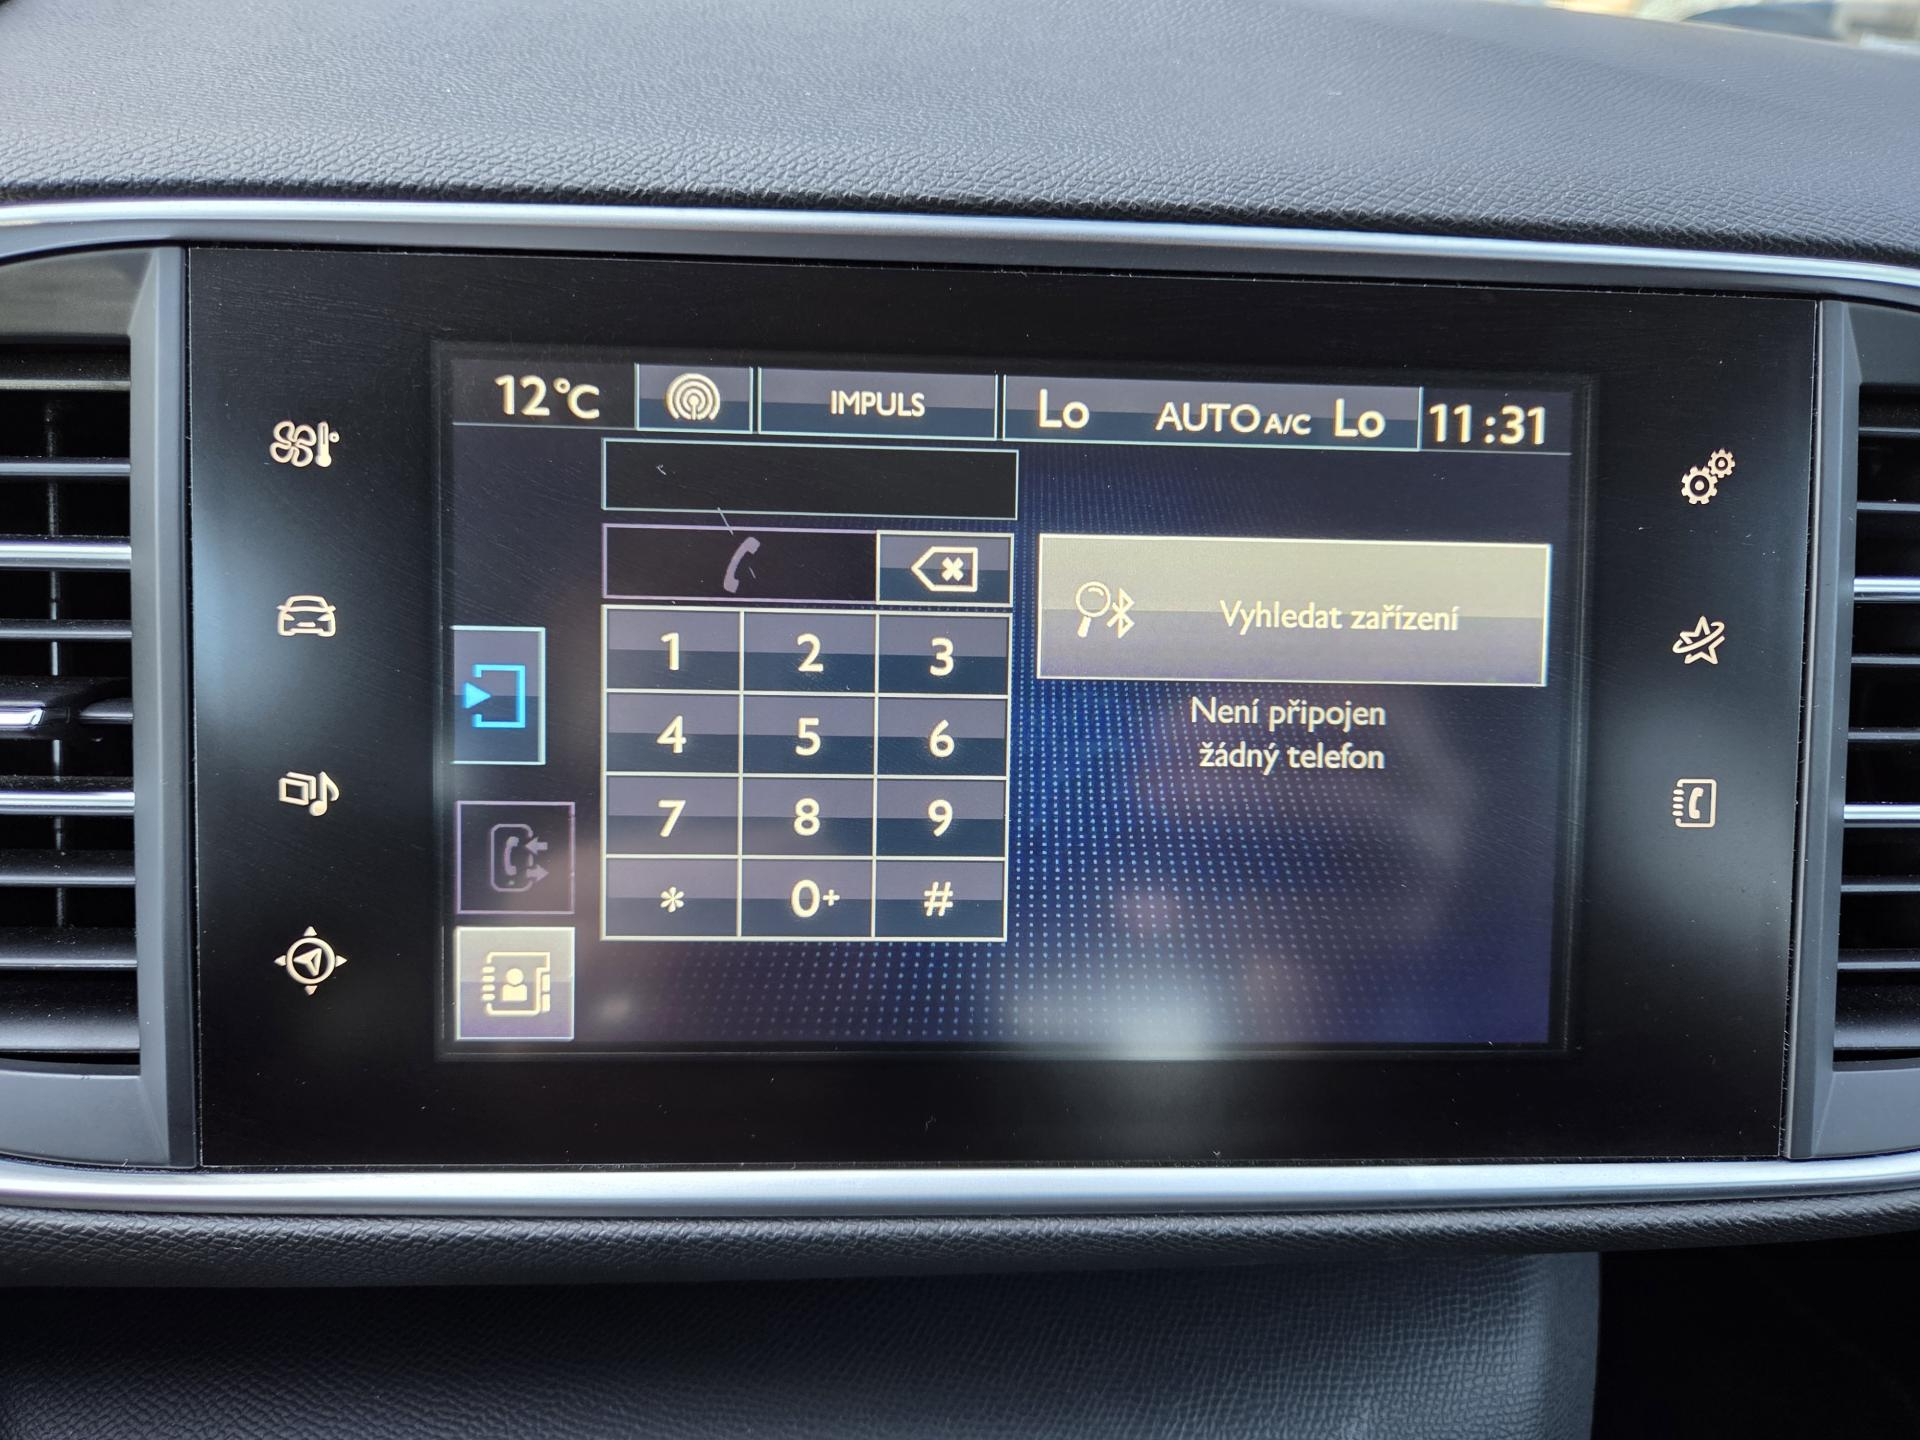 12°C IMPULS Lo AUTO A/C Lo 11:31
1 2 3
Vyhledat zařízení
4 5 6
Není připojen
žádný telefon
7 8 9
* 0+ #